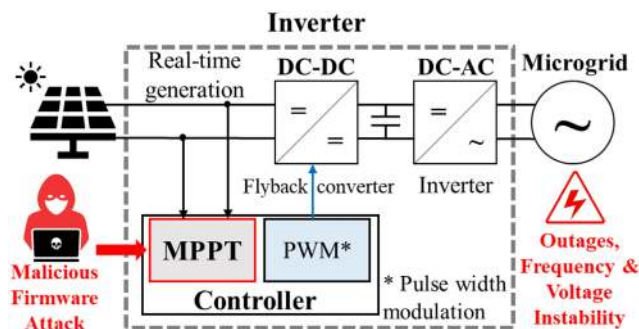 Inverter
Real-time
generation
DC-DC
DC-AC
Microgrid
=
=
=
~
~
Flyback converter
Inverter
MPPT
PWM*
Controller
* Pulse width
modulation
Malicious
Firmware
Attack
Outages,
Frequency &
Voltage
Instability